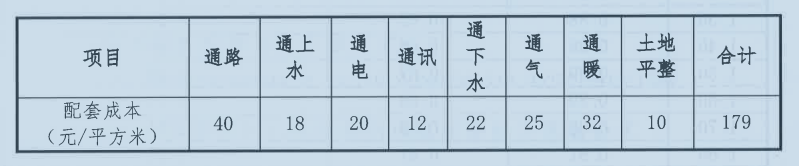 项目 通路 通上水 通电 通讯 通下水 通气 通暖 土地平整 合计
配套成本（元/平方米） 40 18 20 12 22 25 32 10 179